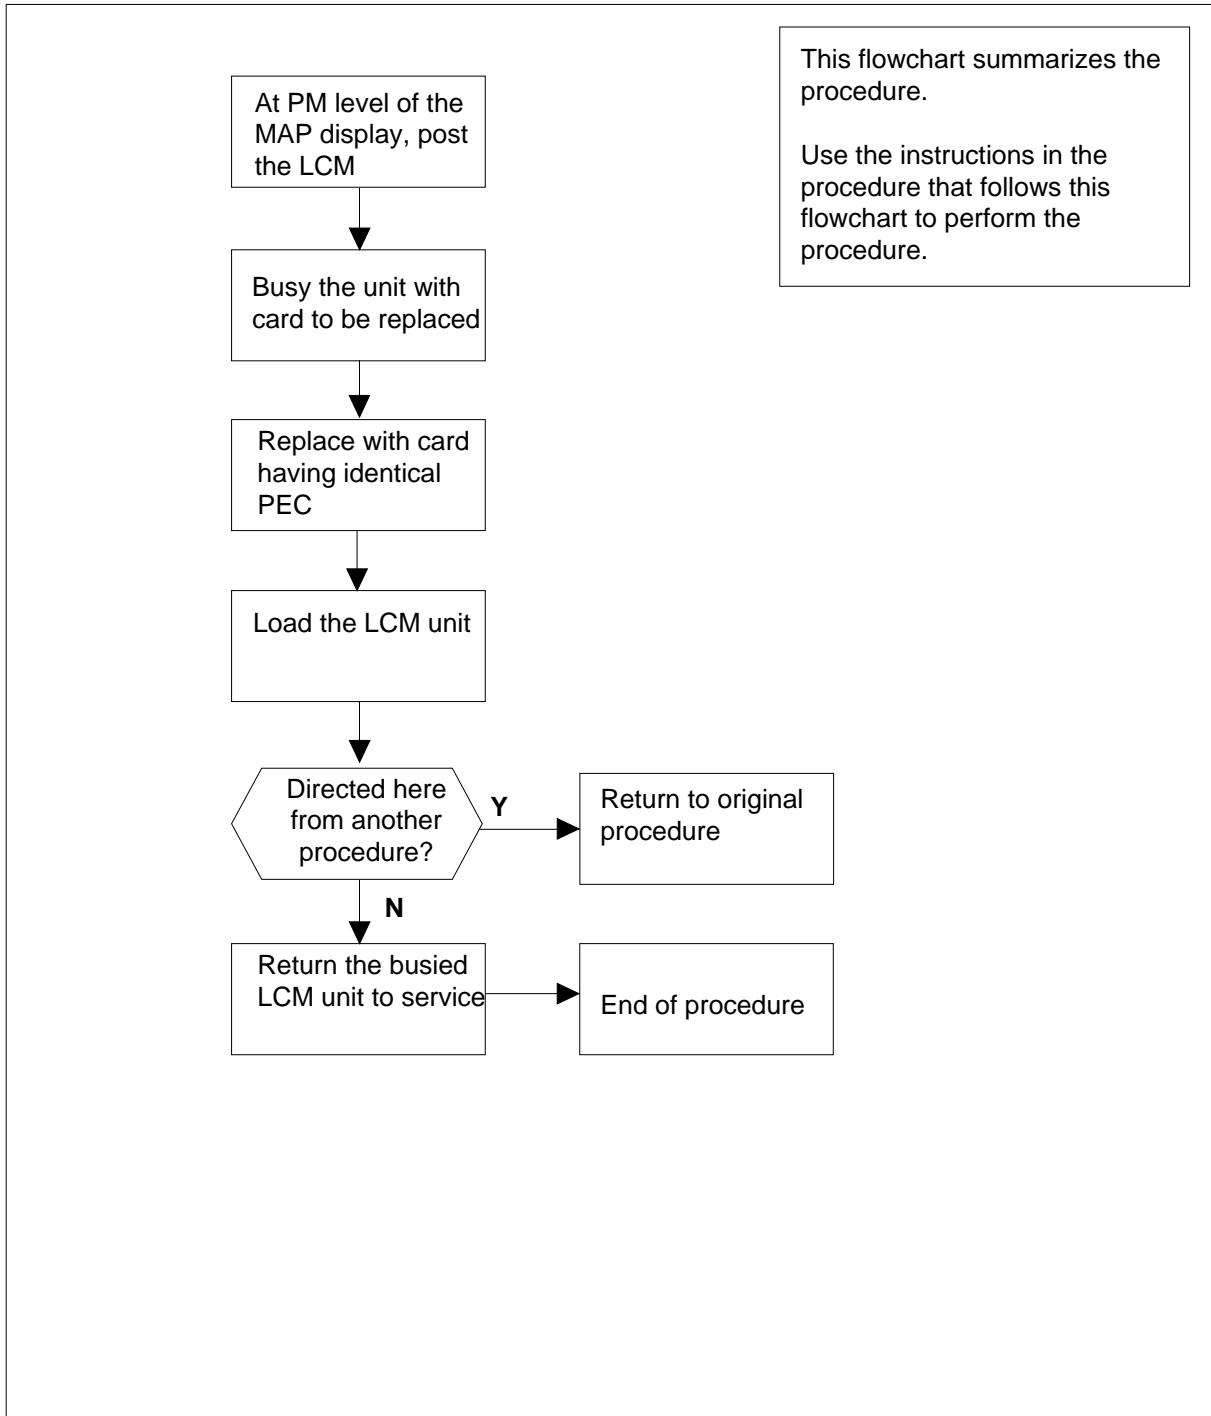 This flowchart summarizes the
procedure.
Use the instructions in the
procedure that follows this
flowchart to perform the
procedure.
At PM level of the
MAP display, post
the LCM
Busy the unit with
card to be replaced
Replace with card
having identical
PEC
Load the LCM unit
Directed here
from another
procedure?
Y
Return to original
procedure
N
Return the busied
LCM unit to service
End of procedure